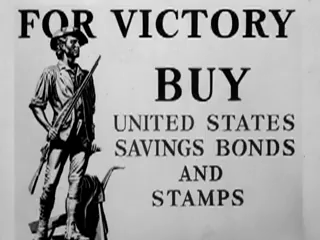 FOR VICTORY
BUY
UNITED STATES
SAVINGS BONDS
AND
STAMPS